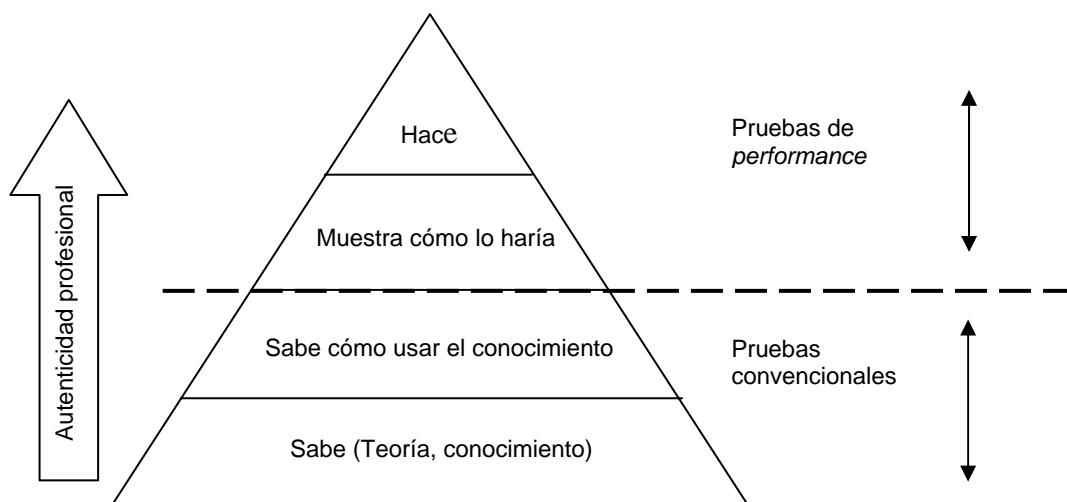 Hace
Pruebas de
performance
Muestra cómo lo haría
Autenticidad profesional
Sabe cómo usar el conocimiento
Pruebas
convencionales
Sabe (Teoría, conocimiento)